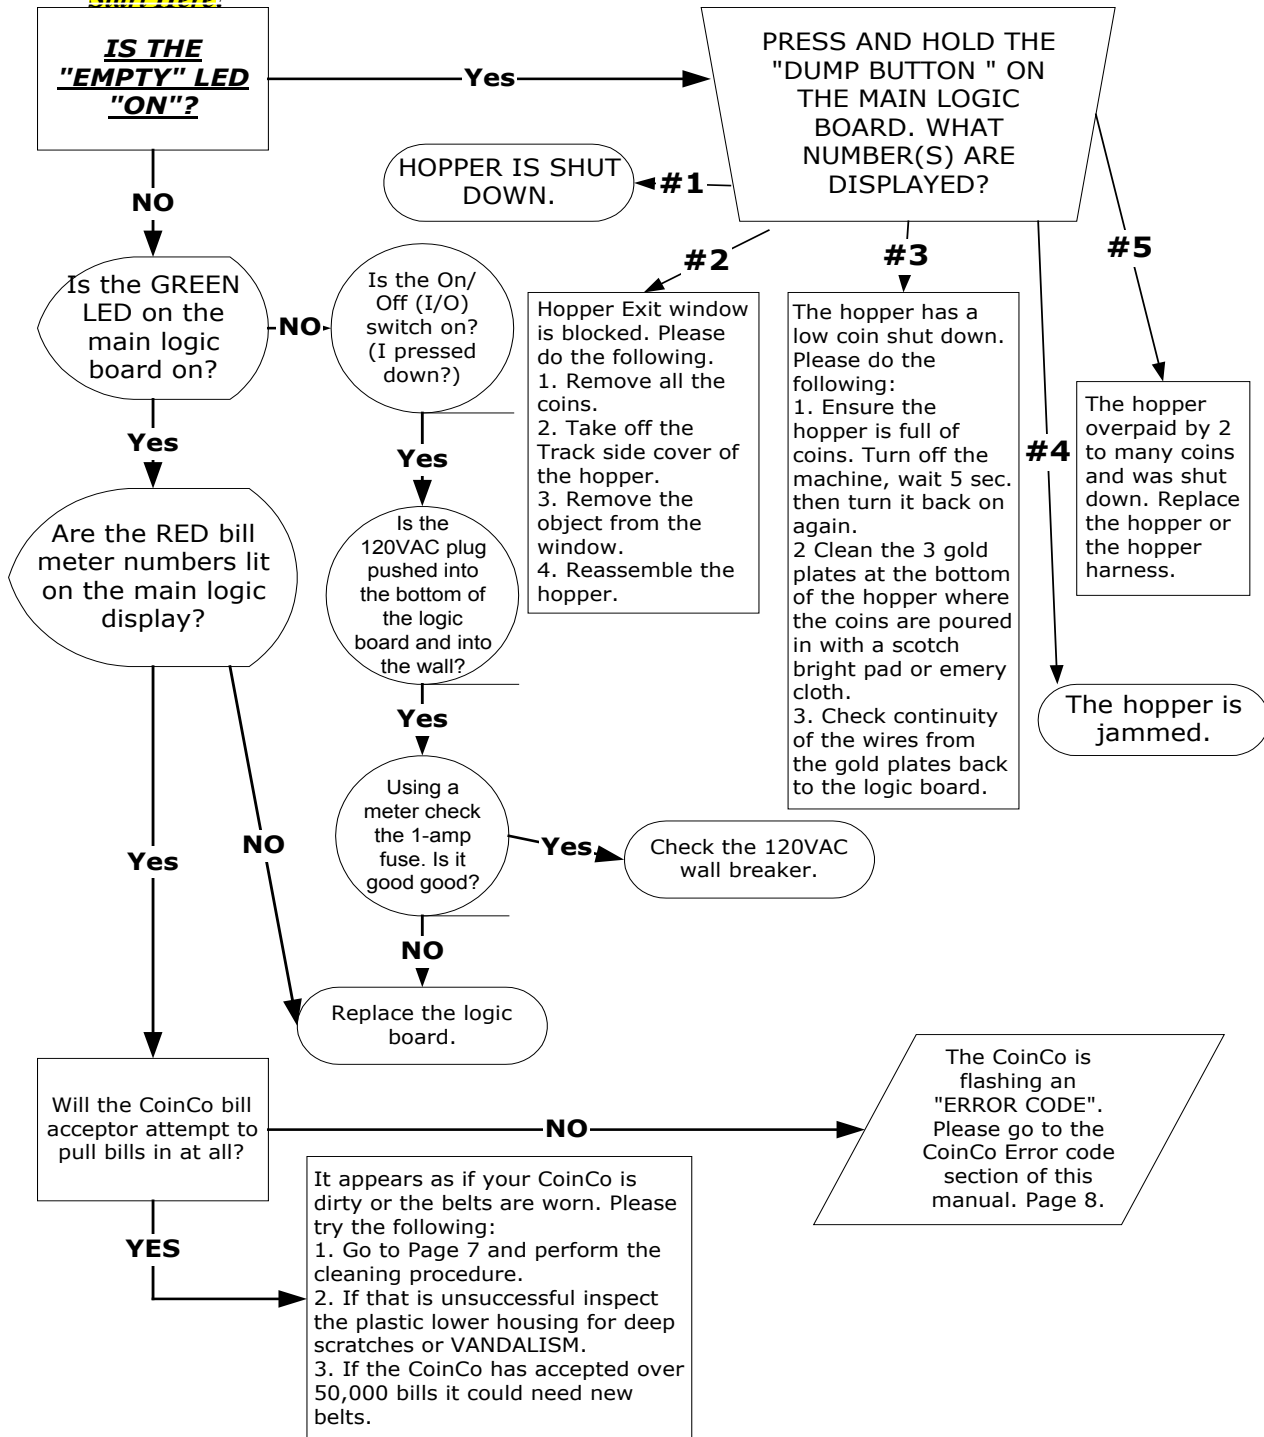 Start Here!
IS THE
"EMPTY" LED
"ON"?
Yes
PRESS AND HOLD THE
"DUMP BUTTON " ON
THE MAIN LOGIC
BOARD. WHAT
NUMBER(S) ARE
DISPLAYED?
HOPPER IS SHUT
DOWN.
#1
NO
#2
#3
#4
#5
Is the GREEN
LED on the
main logic
board on?
NO
Is the On/
Off (I/O)
switch on?
(I pressed
down?)
Hopper Exit window
is blocked. Please
do the following.
1. Remove all the
coins.
2. Take off the
Track side cover of
the hopper.
3. Remove the
object from the
window.
4. Reassemble the
hopper.
The hopper has a
low coin shut down.
Please do the
following:
1. Ensure the
hopper is full of
coins. Turn off the
machine, wait 5 sec.
then turn it back on
again.
2 Clean the 3 gold
plates at the bottom
of the hopper where
the coins are poured
in with a scotch
bright pad or emery
cloth.
3. Check continuity
of the wires from
the gold plates back
to the logic board.
The hopper
overpaid by 2
to many coins
and was shut
down. Replace
the hopper or
the hopper
harness.
The hopper is
jammed.
Yes
Yes
Are the RED bill
meter numbers lit
on the main logic
display?
Is the
120VAC plug
pushed into
the bottom of
the logic
board and into
the wall?
Yes
Using a
meter check
the 1-amp
fuse. Is it
good good?
Yes
Check the 120VAC
wall breaker.
Yes
NO
NO
Replace the logic
board.
Will the CoinCo bill
acceptor attempt to
pull bills in at all?
NO
The CoinCo is
flashing an
"ERROR CODE".
Please go to the
CoinCo Error code
section of this
manual. Page 8.
YES
It appears as if your CoinCo is
dirty or the belts are worn. Please
try the following:
1. Go to Page 7 and perform the
cleaning procedure.
2. If that is unsuccessful inspect
the plastic lower housing for deep
scratches or VANDALISM.
3. If the CoinCo has accepted over
50,000 bills it could need new
belts.